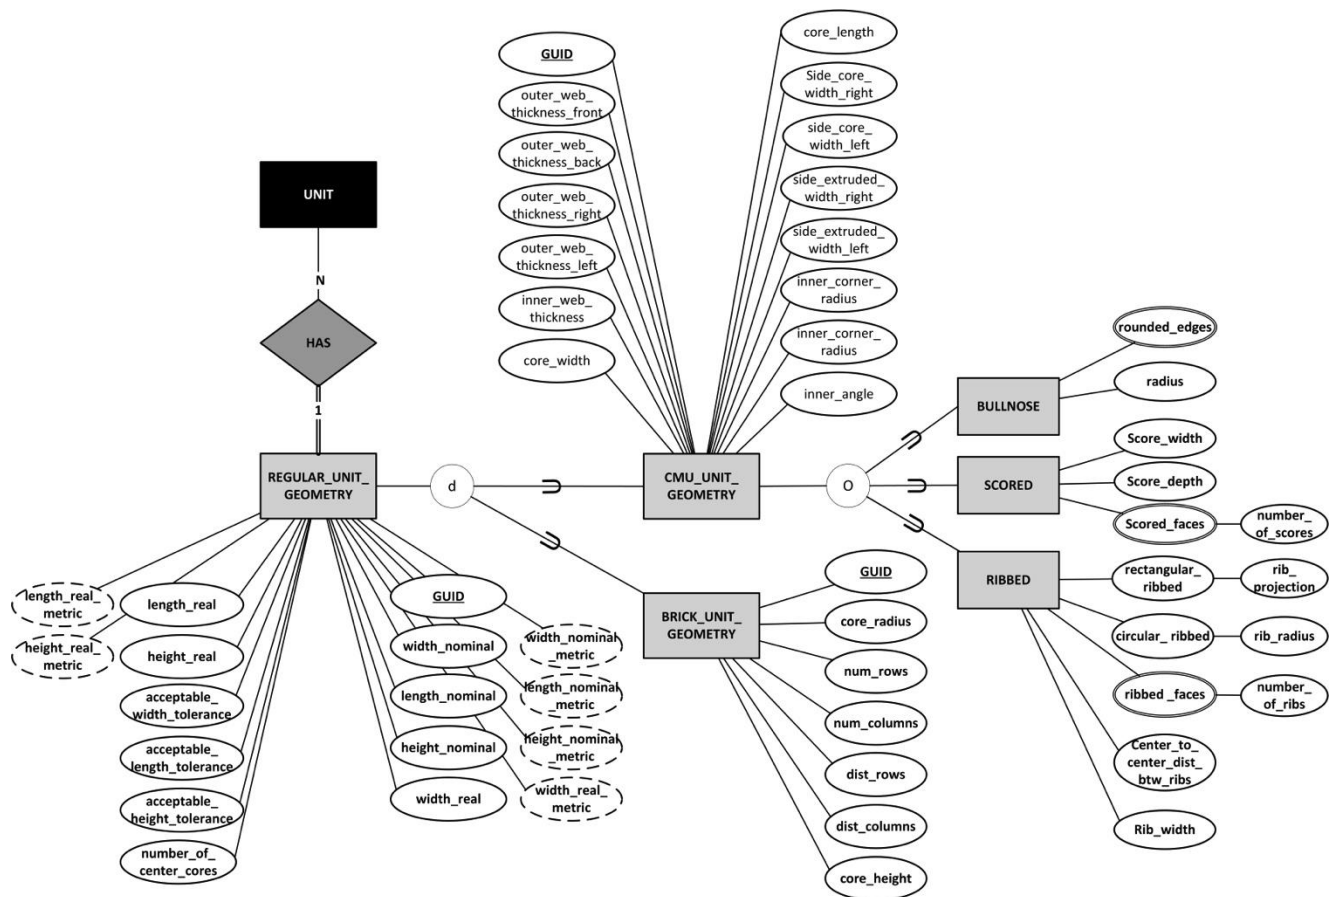 UNIT
N
HAS
1
REGULAR_UNIT_
GEOMETRY
length_real_
metric
height_real_
metric
length_real
height_real
acceptable_
width_tolerance
acceptable_
length_tolerance
acceptable_
height_tolerance
number_of_
center_cores
GUID
width_nominal
length_nominal
height_nominal
width_real
width_nominal
_metric
length_nominal
_metric
height_nominal
_metric
width_real_
metric
d
GUID
outer_web_
thickness_front
outer_web_
thickness_back
outer_web_
thickness_right
outer_web_
thickness_left
inner_web_
thickness
core_width
core_length
Side_core_
width_right
side_core_
width_left
side_extruded_
width_right
side_extruded_
width_left
inner_corner_
radius
inner_corner_
radius
inner_angle
CMU_UNIT_
GEOMETRY
BRICK_UNIT_
GEOMETRY
GUID
core_radius
num_rows
num_columns
dist_rows
dist_columns
core_height
O
BULLNOSE
rounded_edges
radius
SCORED
Score_width
Score_depth
Scored_faces
number_
of_scores
RIBBED
rectangular_
ribbed
rib_
projection
circular_ ribbed
rib_radius
ribbed _faces
number_
of_ribs
Center_to_
center_dist_
btw_ribs
Rib_width